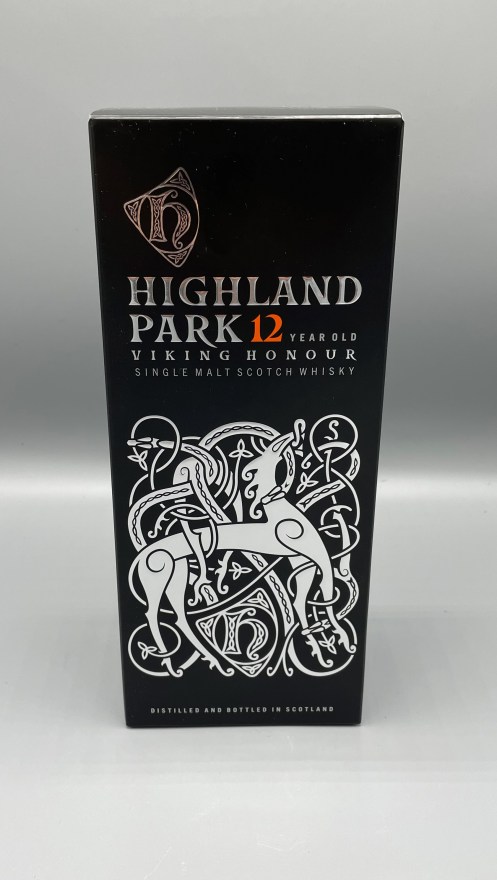 H
HIGHLAND
PARK 12 YEAR OLD
VIKING HONOUR
SINGLE MALT SCOTCH WHISKY
H
DISTILLED AND BOTTLED IN SCOTLAND